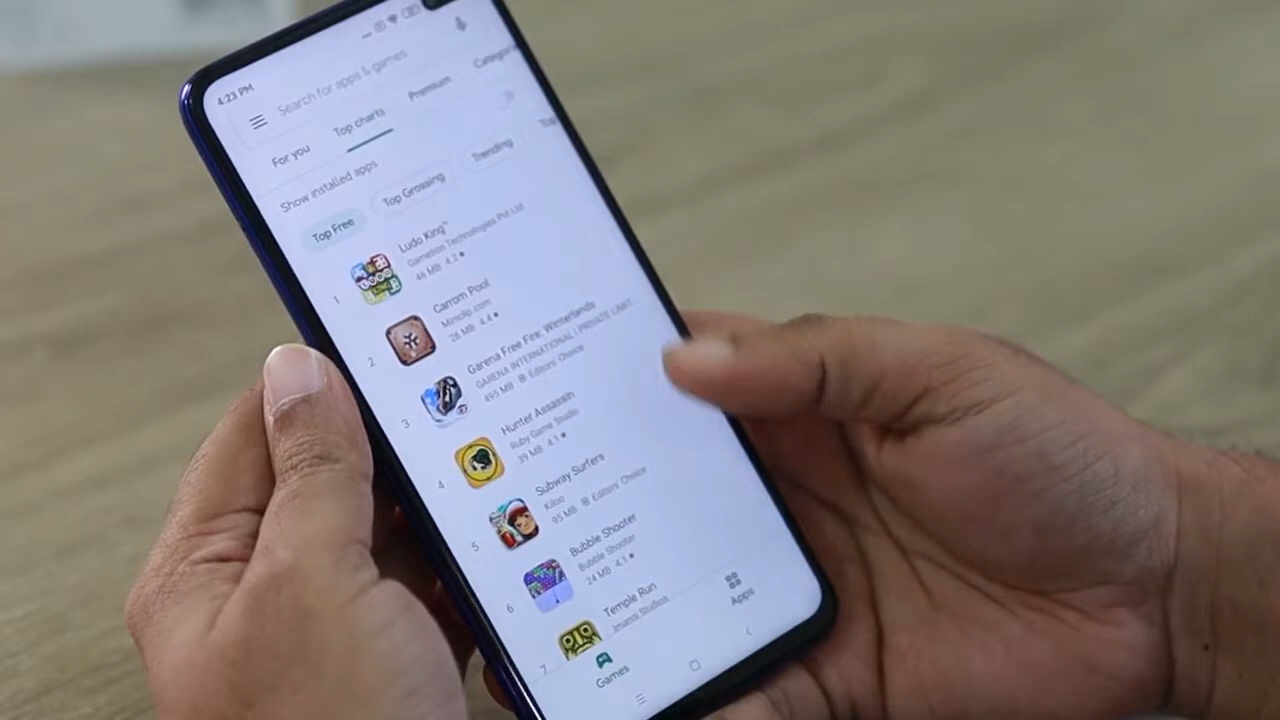 4:23 PM
Search for apps & games
For you
Top charts
Premium
Show installed apps
Top Free
Top Grossing
Trending
1
Ludo King™
Gametion Technologies Pvt Ltd
46 MB 4.2
2
Carrom Pool
Miniclip.com
26 MB 4.4
3
Garena Free Fire: Winterlands
GARENA INTERNATIONAL I PRIVATE LIMIT..
495 MB Editors' Choice
4
Hunter Assassin
Ruby Game Studio
39 MB 4.1
5
Subway Surfers
Kiloo
95 MB Editors' Choice
6
Bubble Shooter
Bubble Shooter
24 MB 4.1
7
Temple Run
Imangi Studios
Games
Apps